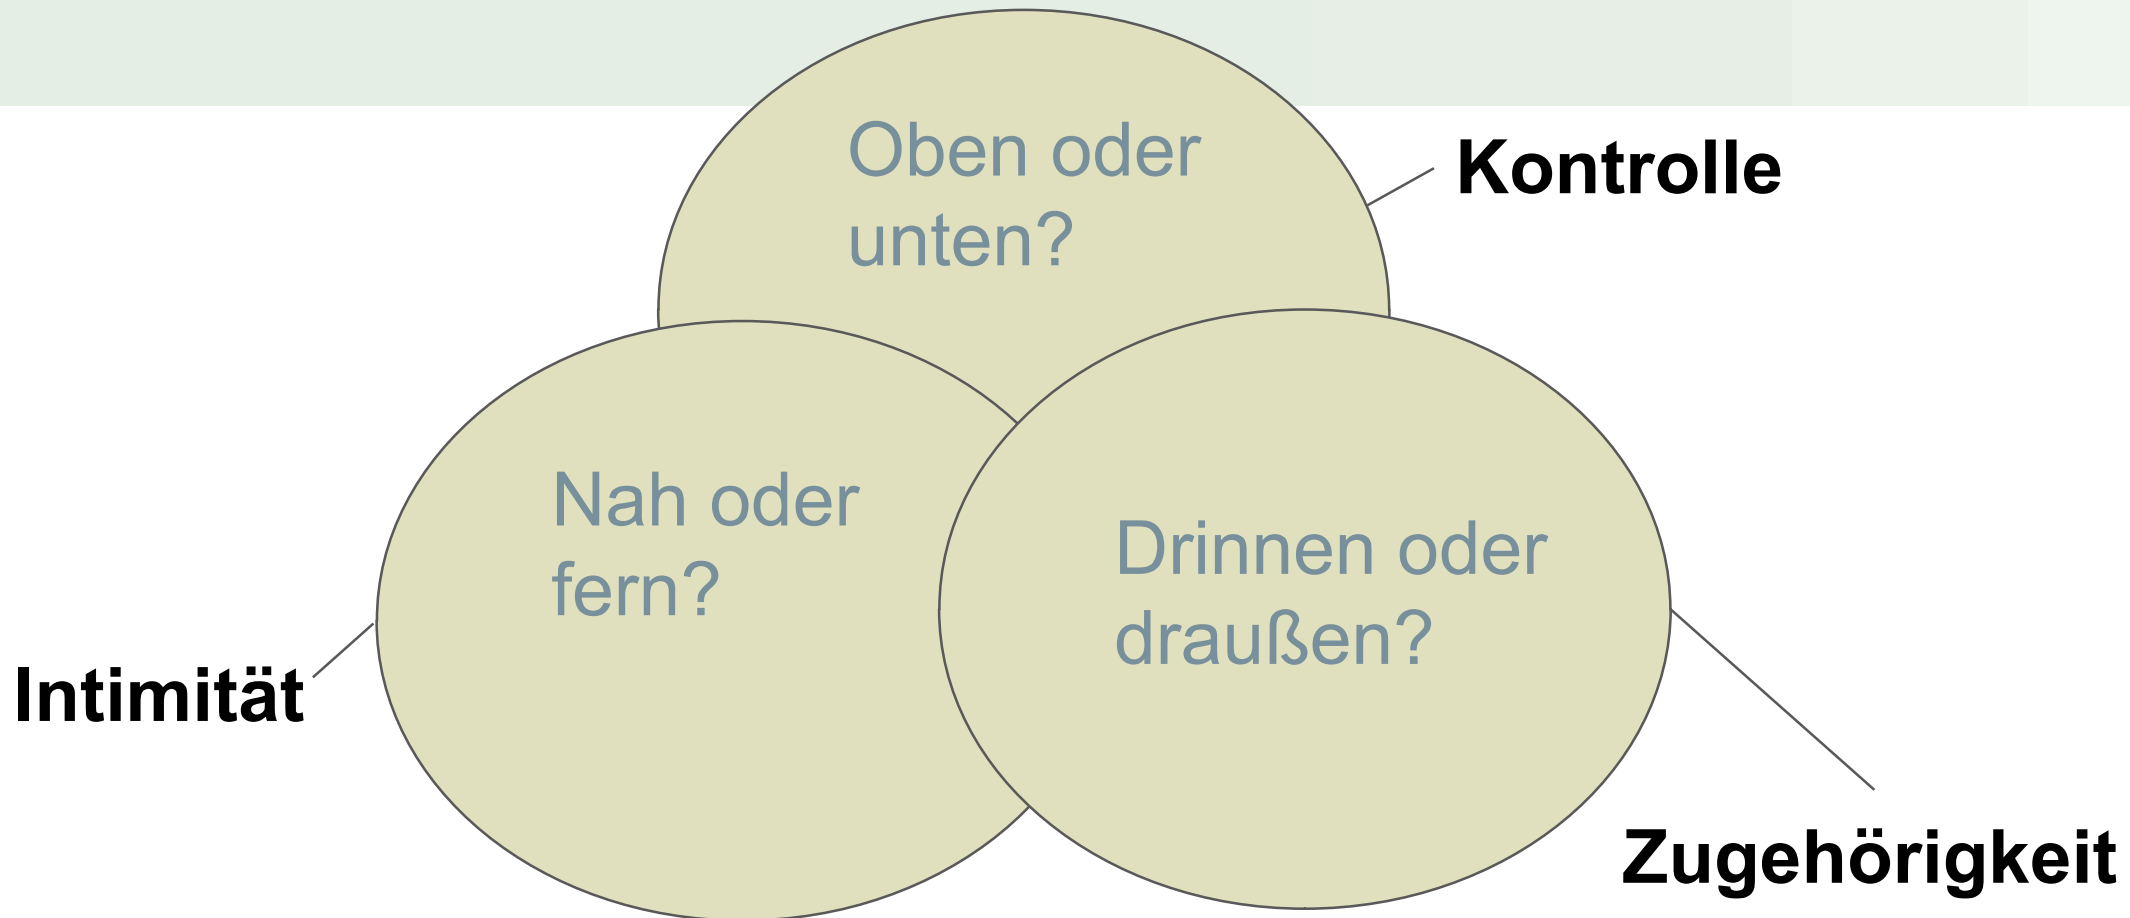 Oben oder
unten?
Kontrolle
Nah oder
fern?
Drinnen oder
draußen?
Intimität
Zugehörigkeit